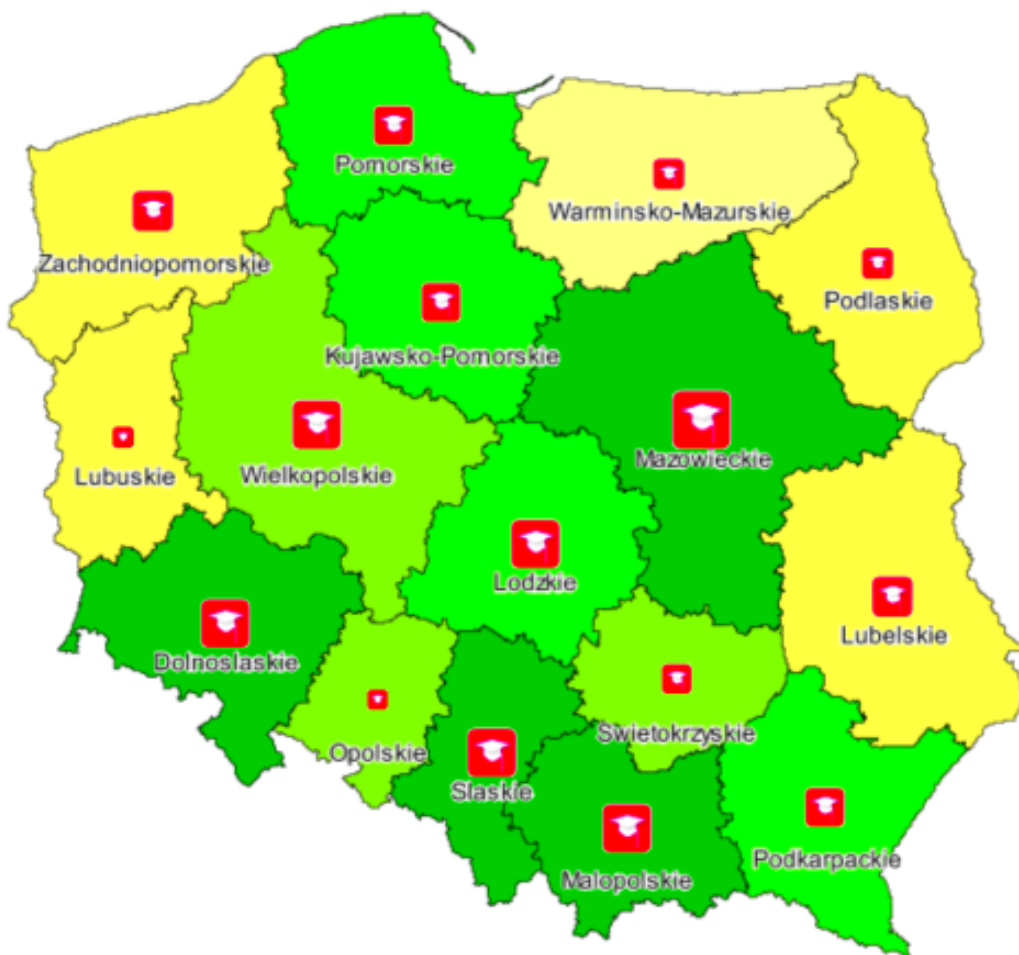 Pomorskie
Warminsko-Mazurskie
Zachodniopomorskie
Podlaskie
Kujawsko-Pomorskie
Mazowieckie
Lubuskie
Wielkopolskie
Lodzkie
Lubelskie
Dolnoslaskie
Swietokrzyskie
Opolskie
Slaskie
Podkarpackie
Malopolskie